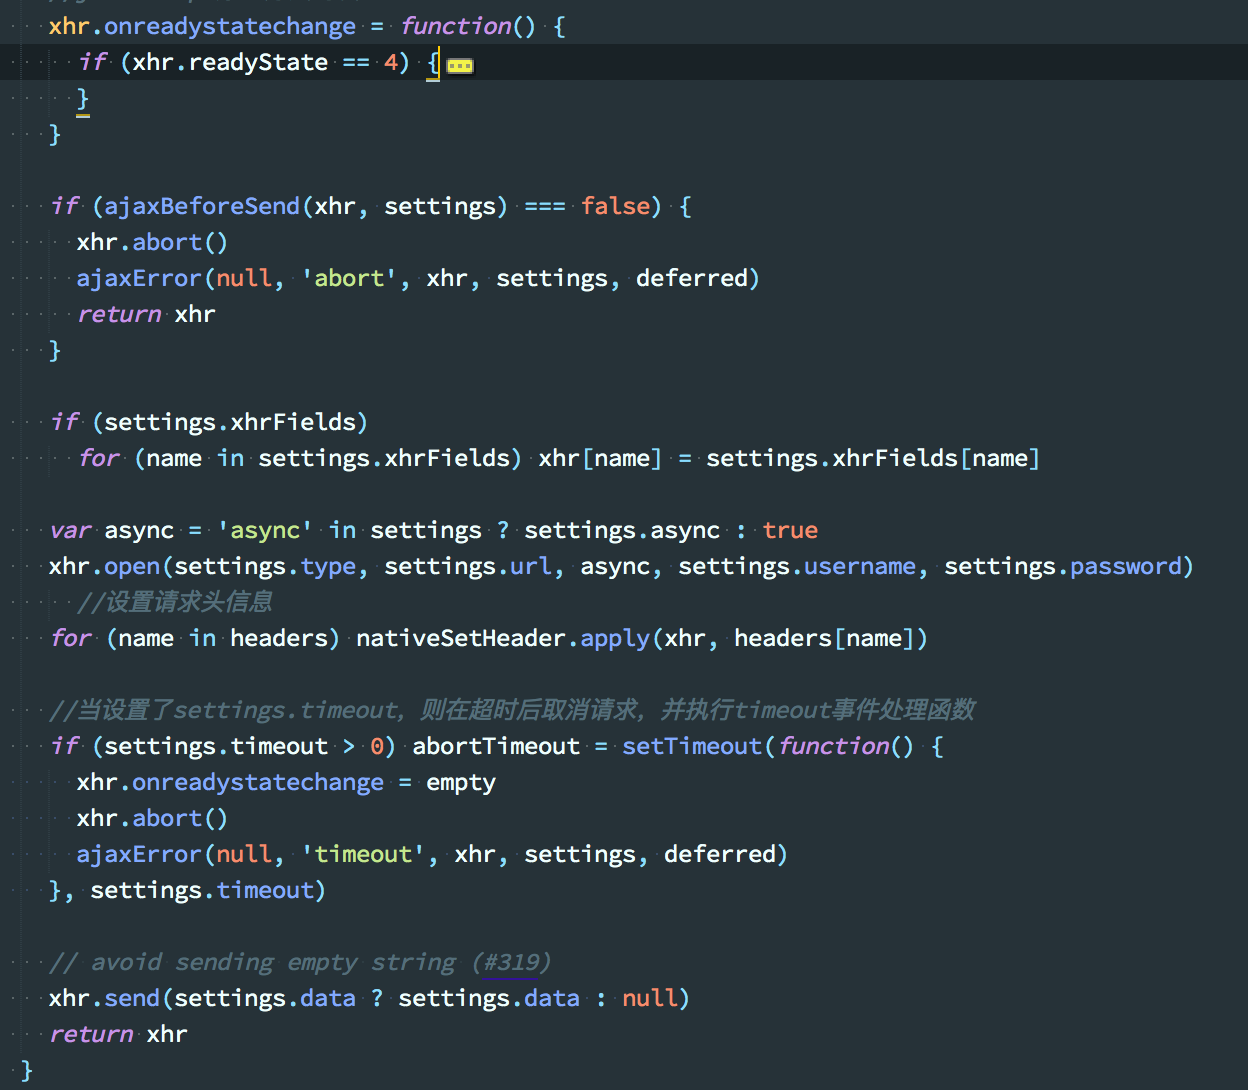 xhr.onreadystatechange = function() {
if (xhr.readyState == 4) {
}
}
if (ajaxBeforeSend(xhr, settings) === false) {
xhr.abort()
ajaxError(null, 'abort', xhr, settings, deferred)
return xhr
}
if (settings.xhrFields)
for (name in settings.xhrFields) xhr[name] = settings.xhrFields[name]
var async = 'async' in settings ? settings.async : true
xhr.open(settings.type, settings.url, async, settings.username, settings.password)
//设置请求头信息
for (name in headers) nativeSetHeader.apply(xhr, headers[name])
//当设置了settings.timeout，则在超时后取消请求，并执行timeout事件处理函数
if (settings.timeout > 0) abortTimeout = setTimeout(function() {
xhr.onreadystatechange = empty
xhr.abort()
ajaxError(null, 'timeout', xhr, settings, deferred)
}, settings.timeout)
// avoid sending empty string (#319)
xhr.send(settings.data ? settings.data : null)
return xhr
}